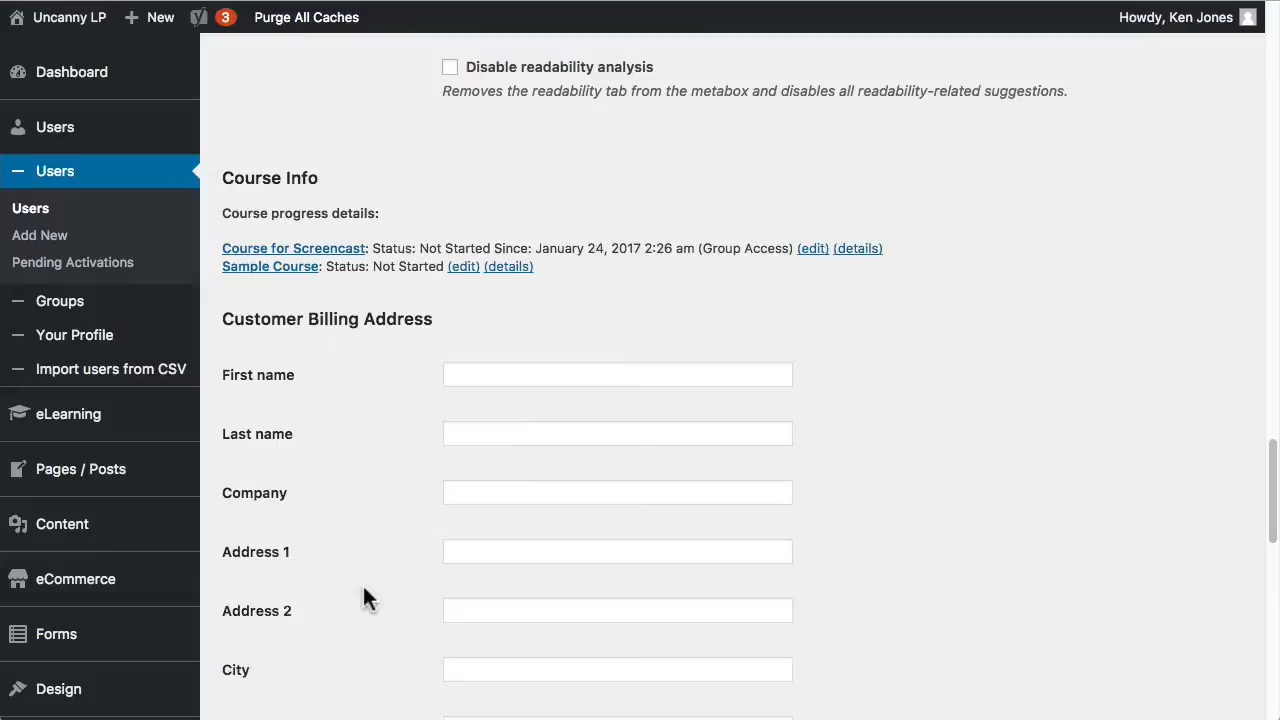 Uncanny LP
New
3
Purge All Caches
Howdy, Ken Jones
Dashboard
Users
Users
Users
Add New
Pending Activations
Groups
Your Profile
Import users from CSV
eLearning
Pages / Posts
Content
eCommerce
Forms
Design
Disable readability analysis
Removes the readability tab from the metabox and disables all readability-related suggestions.
Course Info
Course progress details:
Course for Screencast: Status: Not Started Since: January 24, 2017 2:26 am (Group Access) (edit) (details)
Sample Course: Status: Not Started (edit) (details)
Customer Billing Address
First name
Last name
Company
Address 1
Address 2
City